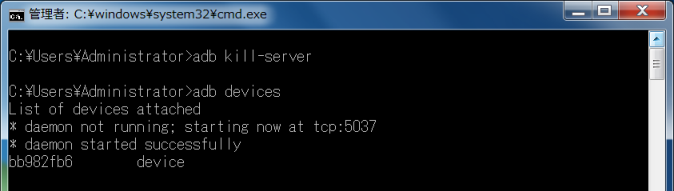 管理者: C:¥windows¥system32¥cmd.exe
C:¥Users¥Administrator>adb kill-server
C:¥Users¥Administrator>adb devices
List of devices attached
* daemon not running; starting now at tcp:5037
* daemon started successfully
bb982fb6        device